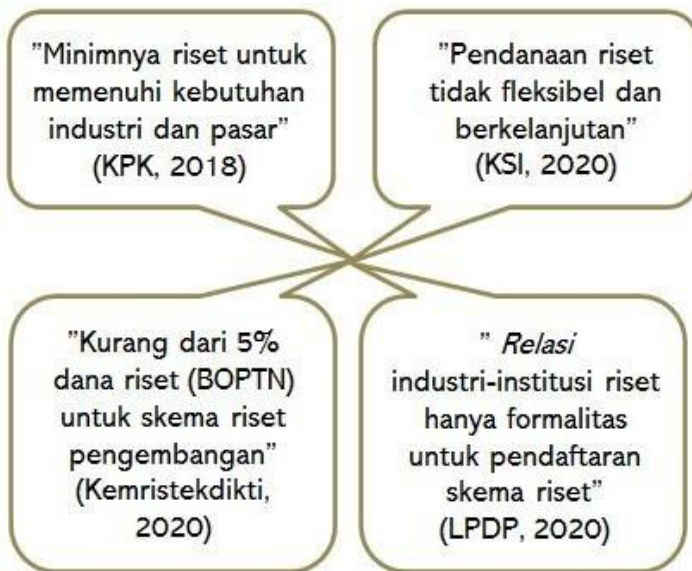 "Minimnya riset untuk
memenuhi kebutuhan
industri dan pasar"
(KPK, 2018)
"Pendanaan riset
tidak fleksibel dan
berkelanjutan"
(KSI, 2020)
"Kurang dari 5%
dana riset (BOPTN)
untuk skema riset
pengembangan"
(Kemristekdikti,
2020)
" Relasi
industri-institusi riset
hanya formalitas
untuk pendaftaran
skema riset"
(LPDP, 2020)